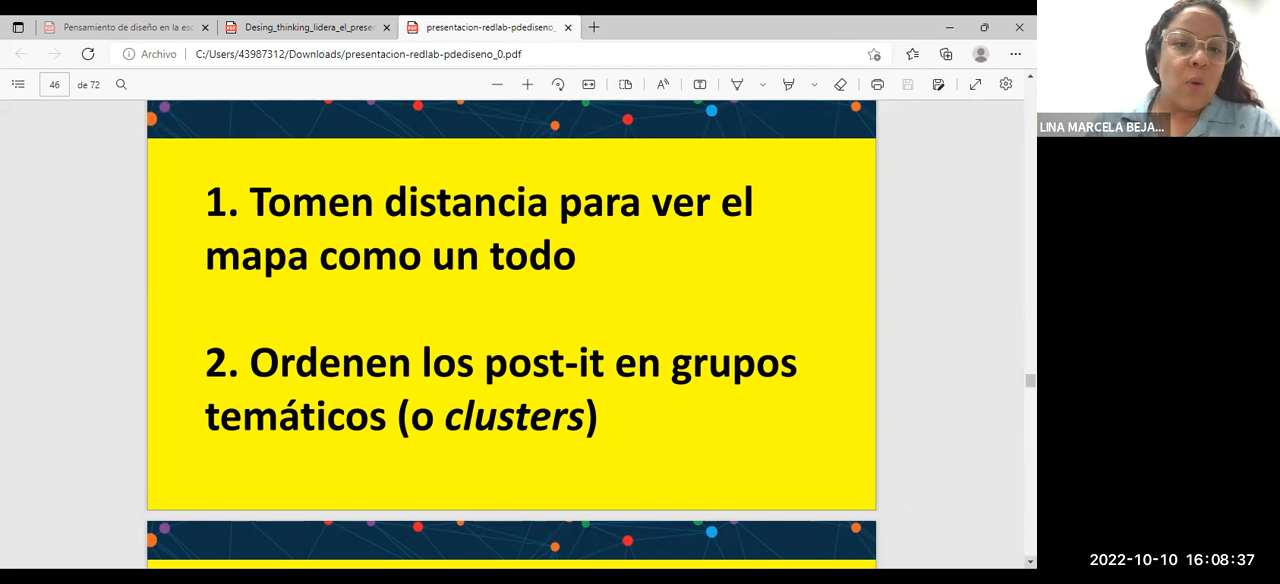 Pensamiento de diseño en la esc
Desing_thinking_lidera_el_prese
presentacion-redlab-pdediseno_
Archivo
C:/Users/43987312/Downloads/presentacion-redlab-pdediseno_0.pdf
46 de 72
1. Tomen distancia para ver el
mapa como un todo
2. Ordenen los post-it en grupos
temáticos (o clusters)
LINA MARCELA BEJA...
2022-10-10 16:08:37